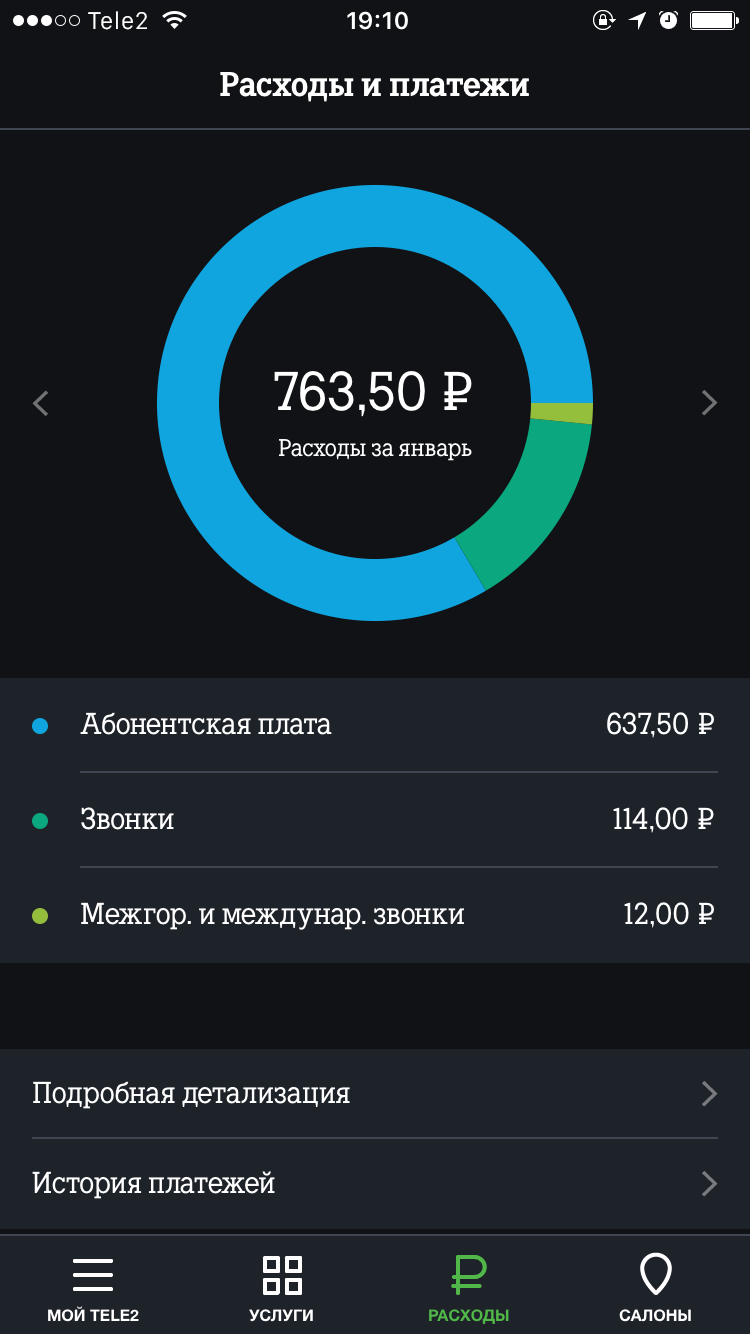 Tele2 19:10
Расходы и платежи
763,50 ₽
Расходы за январь
Абонентская плата 637,50 ₽
Звонки 114,00 ₽
Межгор. и междунар. звонки 12,00 ₽
Подробная детализация
История платежей
МОЙ TELE2 УСЛУГИ РАСХОДЫ САЛОНЫ